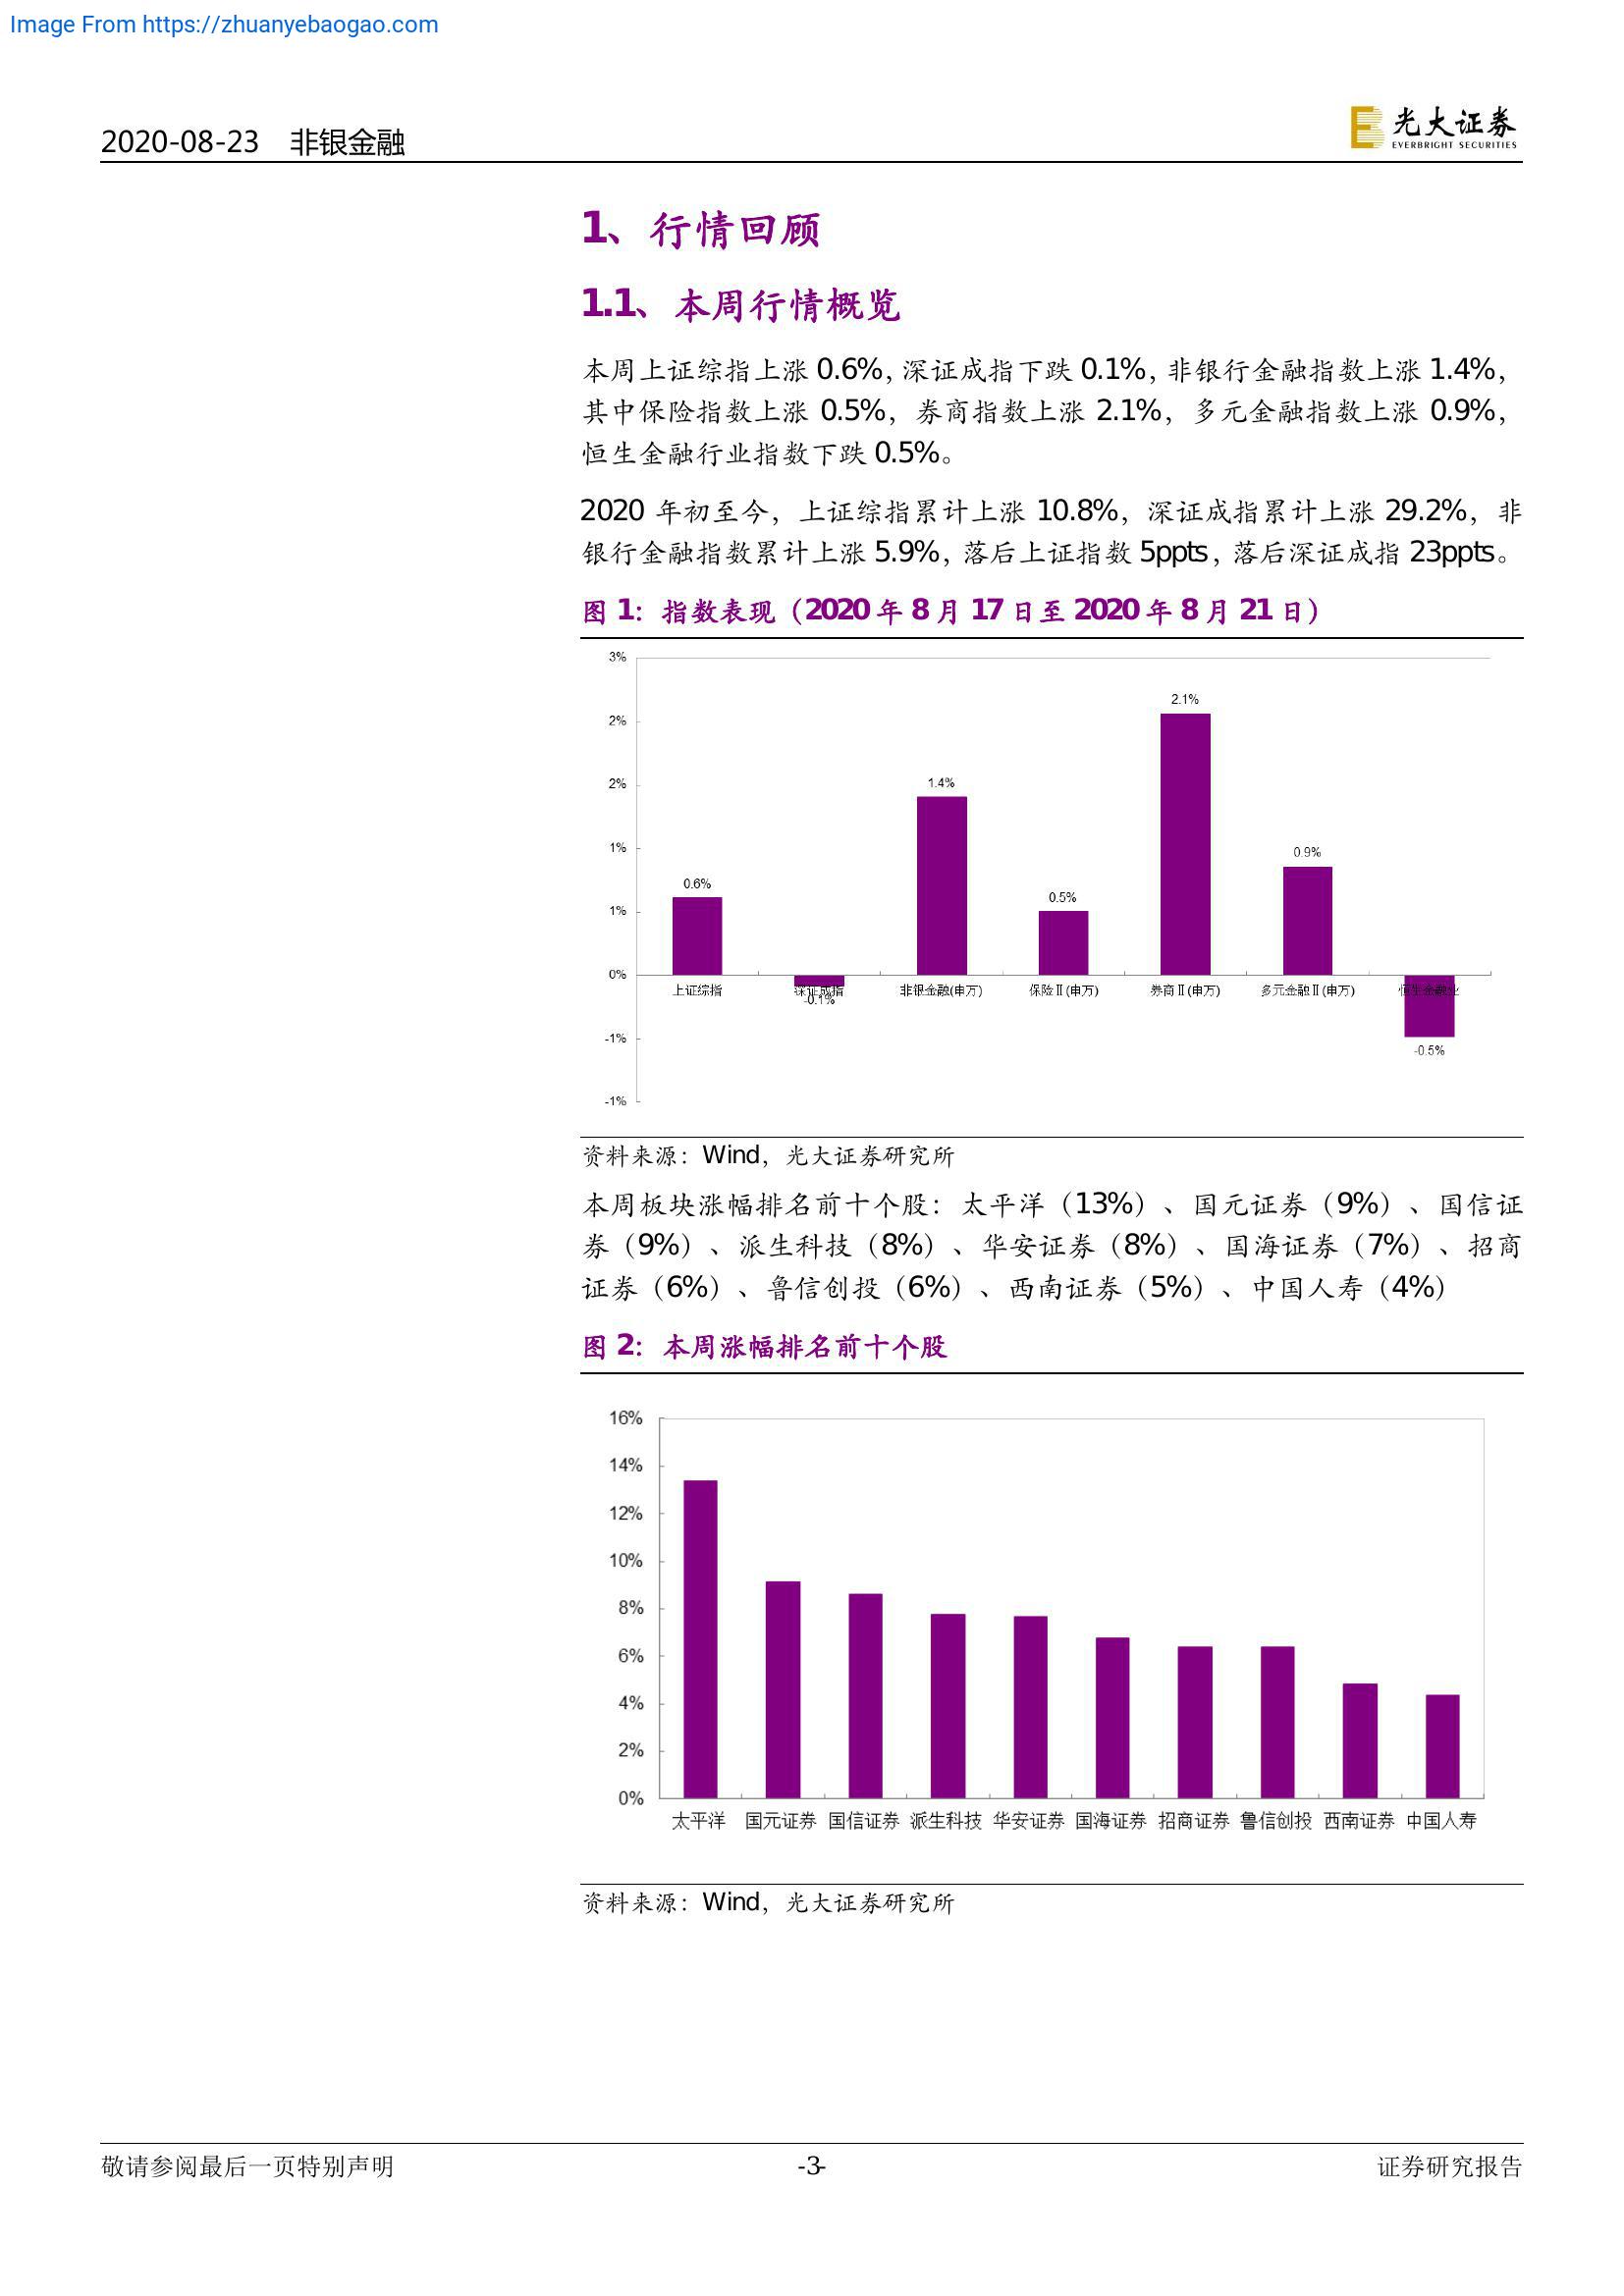 Image From https://zhuanyebaogao.com
2020-08-23 非银金融
光大证券
EVERBRIGHT SECURITIES
1、行情回顾
1.1、本周行情概览
本周上证综指上涨 0.6%，深证成指下跌 0.1%，非银行金融指数上涨 1.4%，
其中保险指数上涨 0.5%，券商指数上涨 2.1%，多元金融指数上涨 0.9%，
恒生金融行业指数下跌 0.5%。
2020 年初至今，上证综指累计上涨 10.8%，深证成指累计上涨 29.2%，非
银行金融指数累计上涨 5.9%，落后上证指数 5ppts，落后深证成指 23ppts。
图 1：指数表现（2020 年 8 月 17 日至 2020 年 8 月 21 日）
3%
2%
2%
1%
1%
0%
-1%
-1%
0.6%
-0.1%
1.4%
0.5%
2.1%
0.9%
-0.5%
上证综指 深证成指 非银金融(申万) 保险Ⅱ(申万) 券商Ⅱ(申万) 多元金融Ⅱ(申万) 恒生金融业
资料来源：Wind，光大证券研究所
本周板块涨幅排名前十个股：太平洋（13%）、国元证券（9%）、国信证
券（9%）、派生科技（8%）、华安证券（8%）、国海证券（7%）、招商
证券（6%）、鲁信创投（6%）、西南证券（5%）、中国人寿（4%）
图 2：本周涨幅排名前十个股
16%
14%
12%
10%
8%
6%
4%
2%
0%
太平洋 国元证券 国信证券 派生科技 华安证券 国海证券 招商证券 鲁信创投 西南证券 中国人寿
资料来源：Wind，光大证券研究所
敬请参阅最后一页特别声明 -3- 证券研究报告